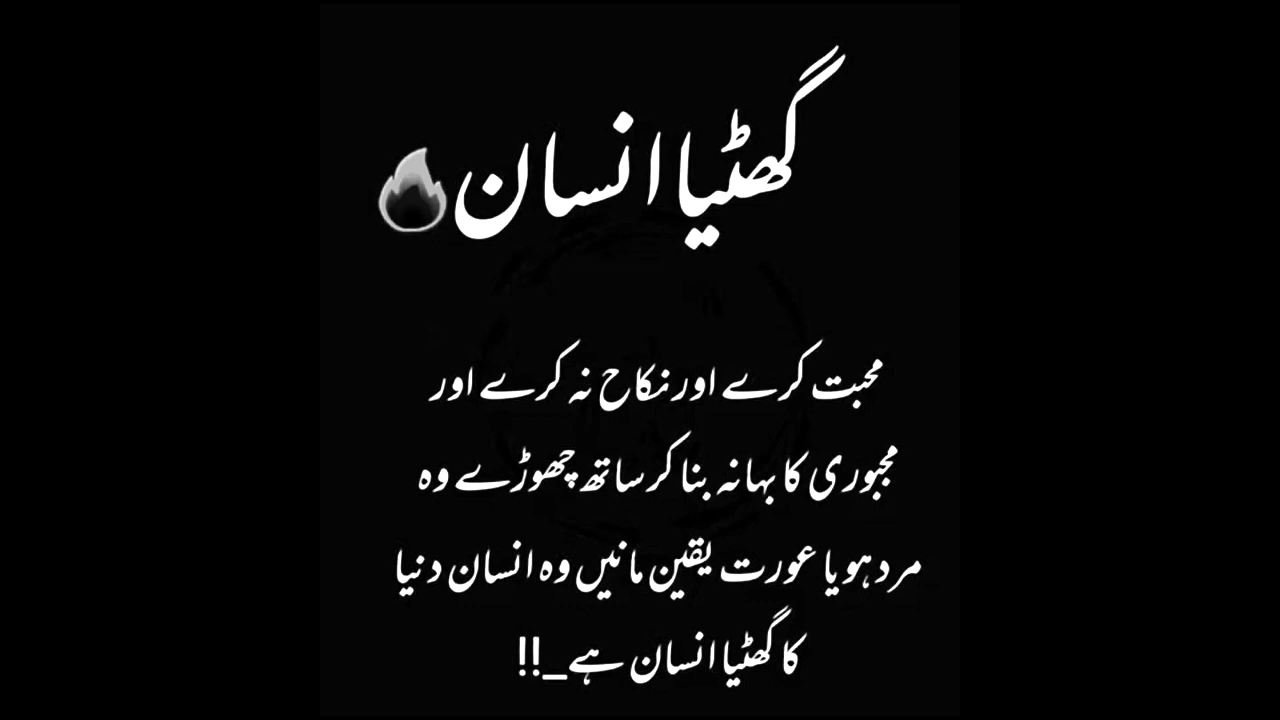 گھٹیا انسان🔥
محبت کرے اور نکاح نہ کرے اور
مجبوری کا بہانہ بنا کر ساتھ چھوڑے وہ
مرد ہو یا عورت یقین مانیں وہ انسان دنیا
کا گھٹیا انسان ہے_!!